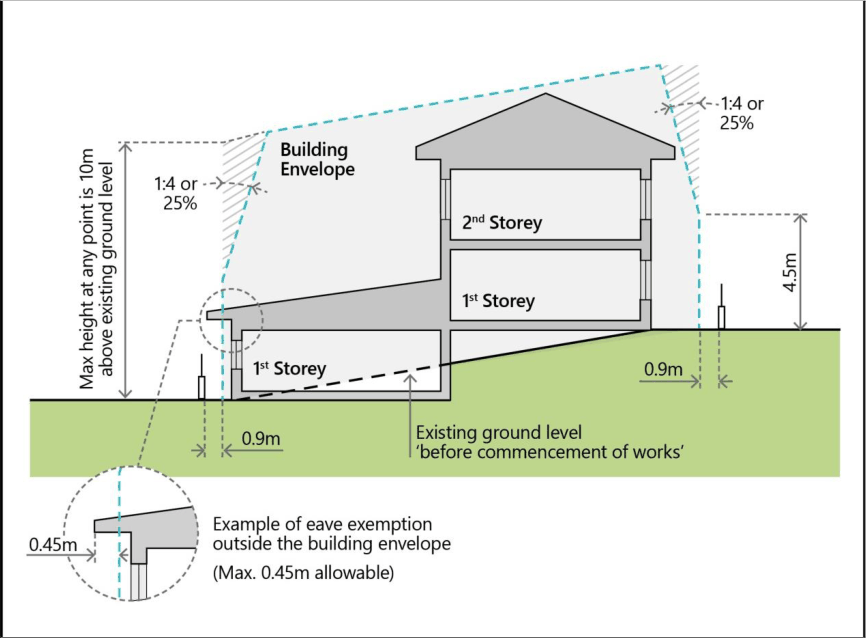 1:4 or
25%
Building
Envelope
1:4 or
25%
Max height at any point is 10m
above existing ground level
2nd Storey
1st Storey
4.5m
1st Storey
0.9m
0.9m
Existing ground level
‘before commencement of works’
Example of eave exemption
outside the building envelope
(Max. 0.45m allowable)
0.45m